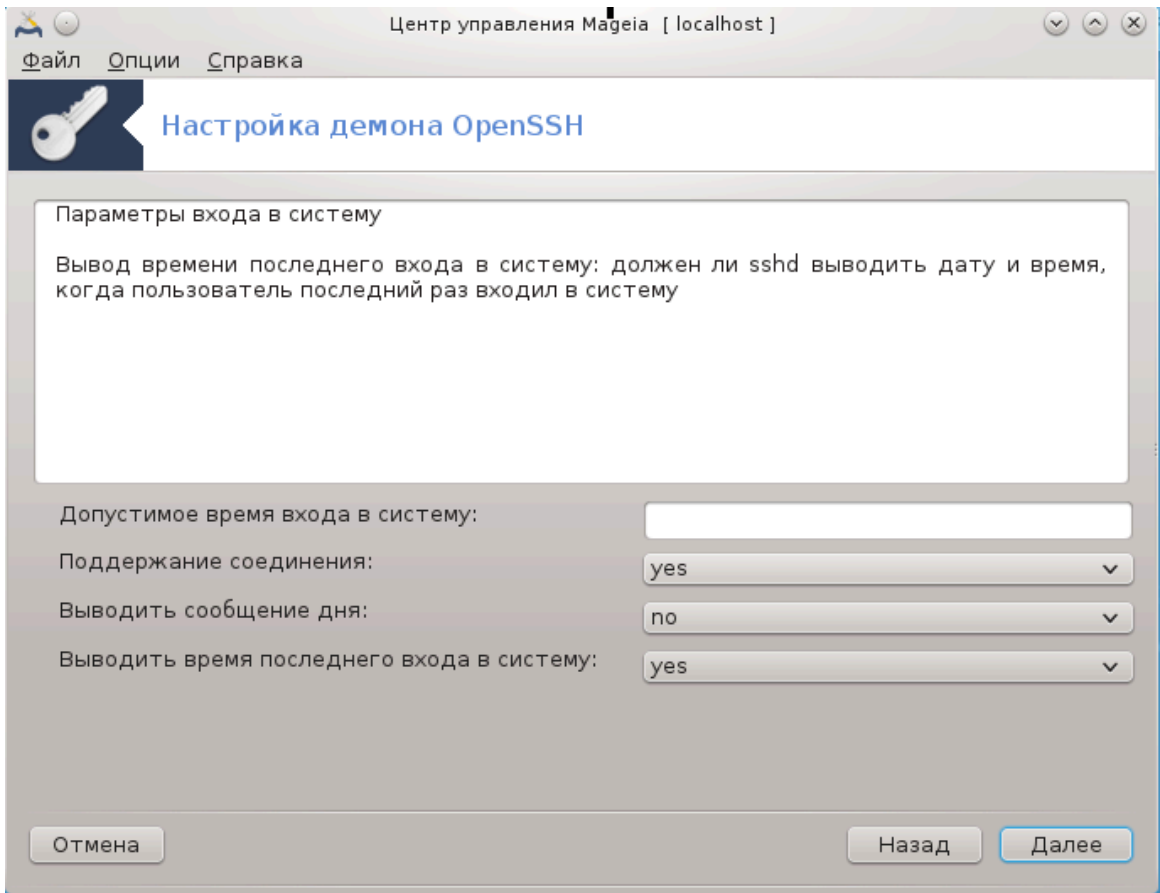 Центр управления Mageia [ localhost ]
Файл Опции Справка
Настройка демона OpenSSH
Параметры входа в систему
Вывод времени последнего входа в систему: должен ли sshd выводить дату и время,
когда пользователь последний раз входил в систему
Допустимое время входа в систему:
Поддержание соединения: yes
Выводить сообщение дня: no
Выводить время последнего входа в систему: yes
Отмена Назад Далее